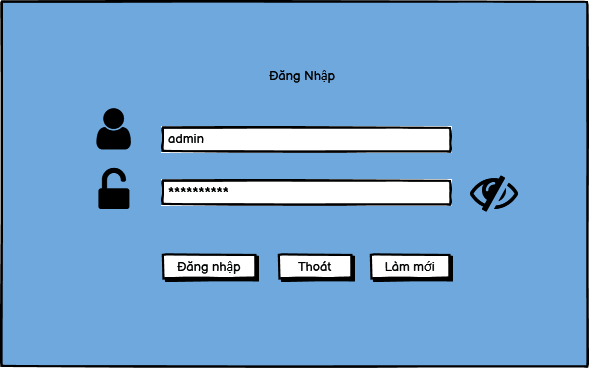 Đăng Nhập
admin
**********
Đăng nhập Thoát Làm mới